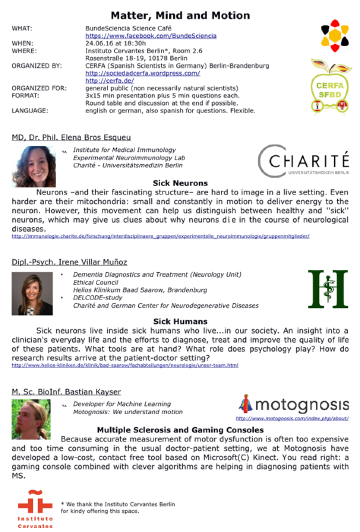 Matter, Mind and Motion
WHAT: BundeSciencia Science Café
https://www.facebook.com/BundeSciencia
WHEN: 24.06.16 at 18:30h
WHERE: Instituto Cervantes Berlin*, Room 2.6
Rosenstraße 18-19, 10178 Berlin
ORGANIZED BY: CERFA (Spanish Scientists in Germany) Berlin-Brandenburg
http://sociedadcerfa.wordpress.com/
http://cerfa.de/
ORGANIZED FOR: general public (non necessarily natural scientists)
FORMAT: 3x15 min presentation plus 5 min questions each.
Round table and discussion at the end if possible.
LANGUAGE: english or german, also spanish for questions. Flexible.
CERFA
SFBD
MD, Dr. Phil. Elena Bros Esqueu
Institute for Medical Immunology
Experimental Neuroimmunology Lab
Charité - Universitätsmedizin Berlin
CHARITÉ
UNIVERSITÄTSMEDIZIN BERLIN
Sick Neurons
Neurons –and their fascinating structure– are hard to image in a live setting. Even
harder are their mitochondria: small and constantly in motion to deliver energy to the
neuron. However, this movement can help us distinguish between healthy and "sick"
neurons, which may give us clues about why neurons die in the course of neurological
diseases.
http://immunologie.charite.de/forschung/interdisziplinaere_gruppen/experimentelle_neuroimmunologie/gruppenmitglieder/
Dipl.-Psych. Irene Villar Muñoz
• Dementia Diagnostics and Treatment (Neurology Unit)
Ethical Council
Helios Klinikum Baad Saarow, Brandenburg
• DELCODE-study
Charité and German Center for Neurodegenerative Diseases
H
Sick Humans
Sick neurons live inside sick humans who live...in our society. An insight into a
clinician's everyday life and the efforts to diagnose, treat and improve the quality of life
of these patients. What tools are at hand? What role does psychology play? How do
research results arrive at the patient-doctor setting?
http://www.helios-kliniken.de/klinik/bad-saarow/fachabteilungen/neurologie/unser-team.html
M. Sc. BioInf. Bastian Kayser
Developer for Machine Learning
Motognosis: We understand motion
motognosis
http://www.motognosis.com/index.php/about/
Multiple Sclerosis and Gaming Consoles
Because accurate measurement of motor dysfunction is often too expensive
and too time consuming in the usual doctor-patient setting, we at Motognosis have
developed a low-cost, contact free tool based on Microsoft(C) Kinect. You read right: a
gaming console combined with clever algorithms are helping in diagnosing patients with
MS.
Instituto
Cervantes
* We thank the Instituto Cervantes Berlin
for kindly offering this space.